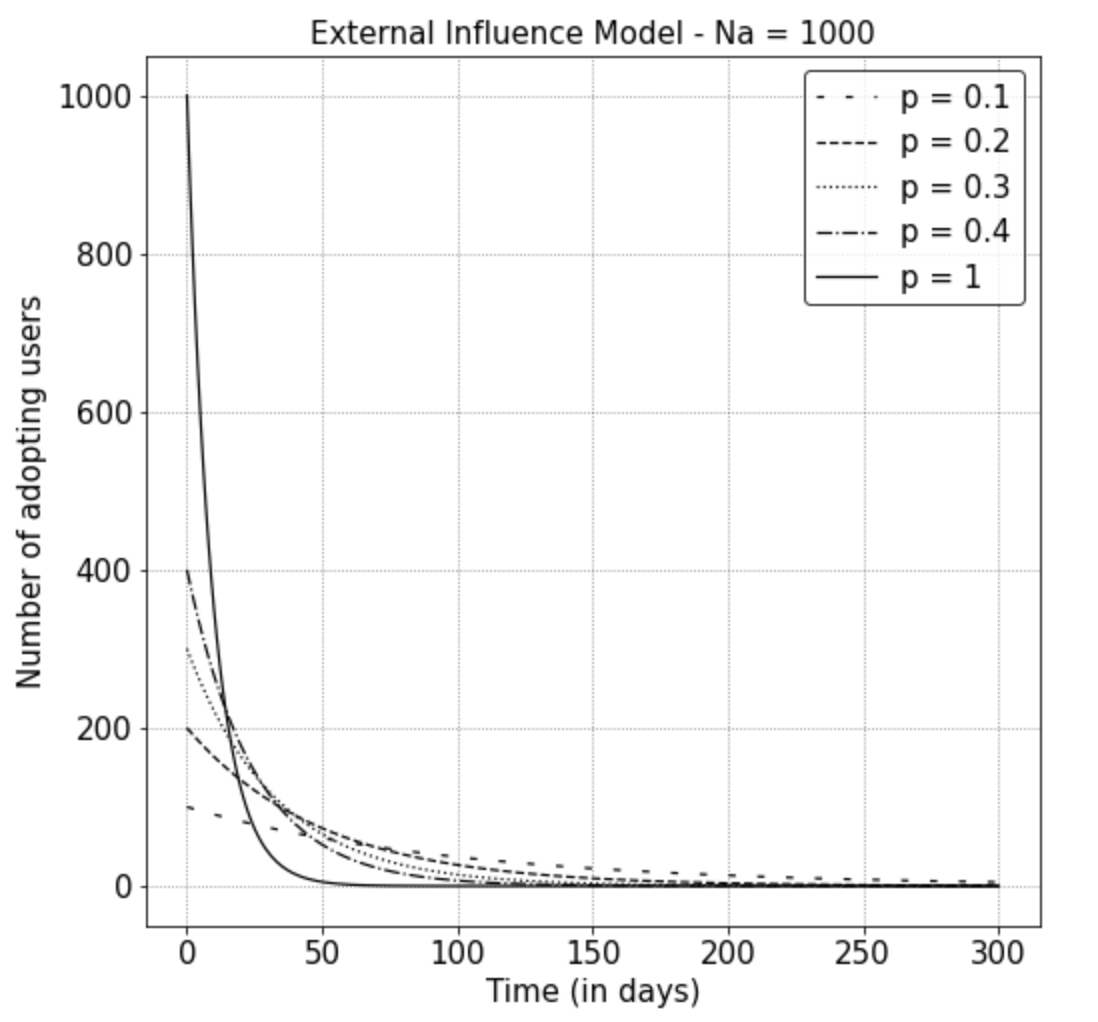 External Influence Model - Na = 1000
p = 0.1
p = 0.2
p = 0.3
p = 0.4
p = 1
Number of adopting users
1000
800
600
400
200
0
0 50 100 150 200 250 300
Time (in days)